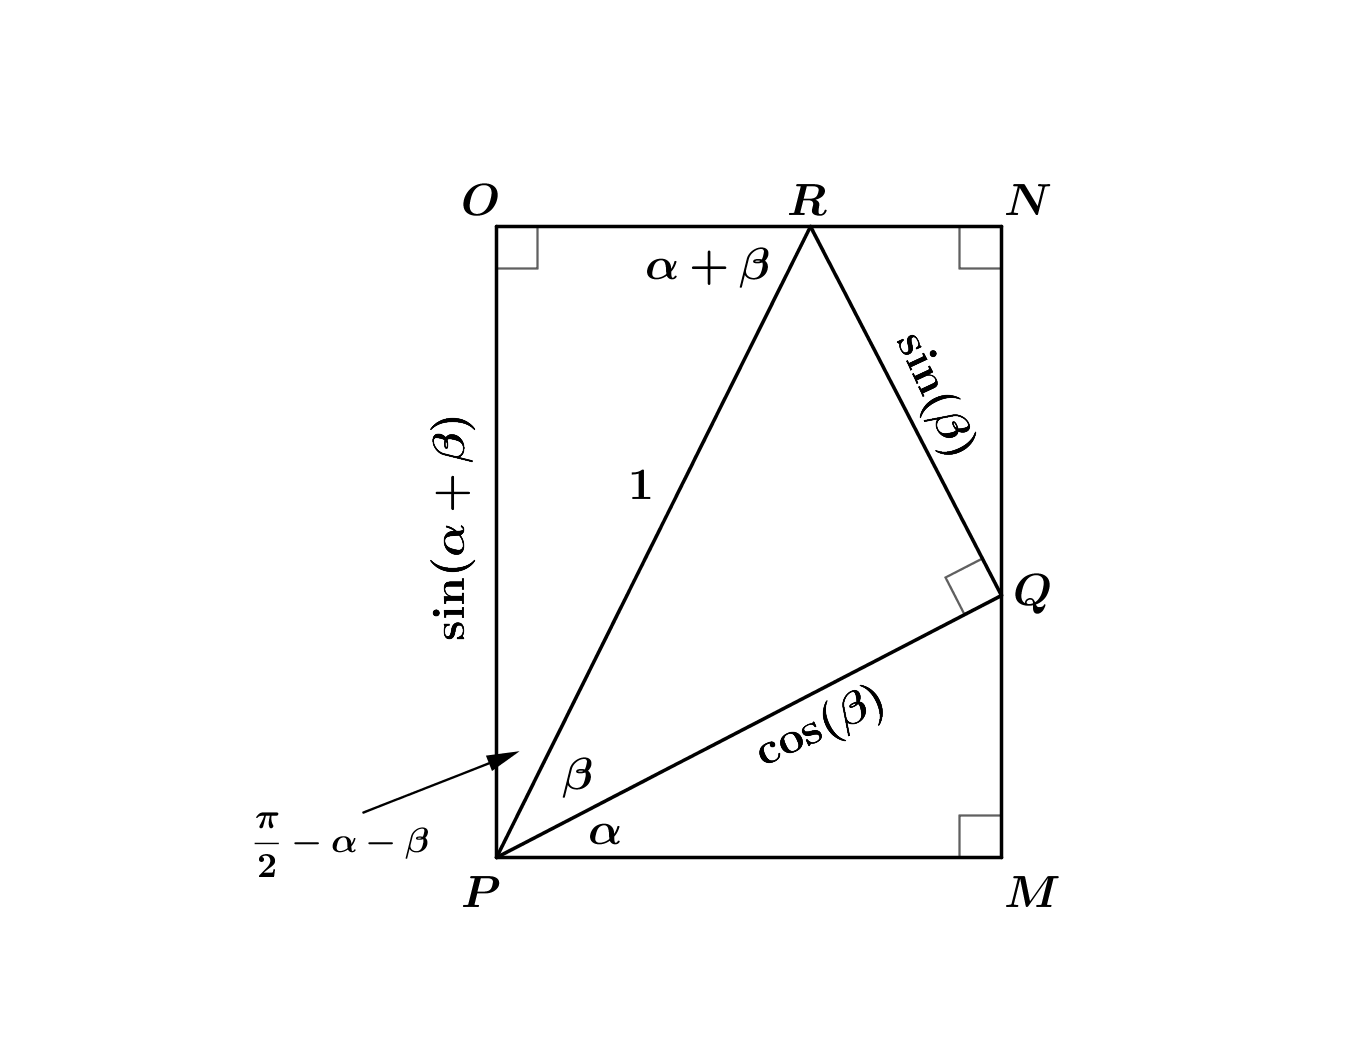 O R N
α + β
sin(β)
sin(α + β)
1
Q
cos(β)
β
α
π/2 − α − β
P M